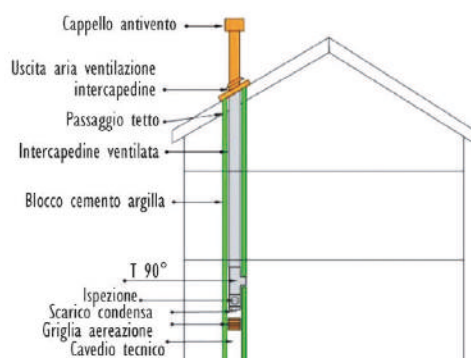 Cappello antivento
Uscita aria ventilazione
intercapedine
Passaggio tetto
Intercapedine ventilata
Blocco cemento argilla
T 90°
Ispezione
Scarico condensa
Griglia aereazione
Cavedio tecnico